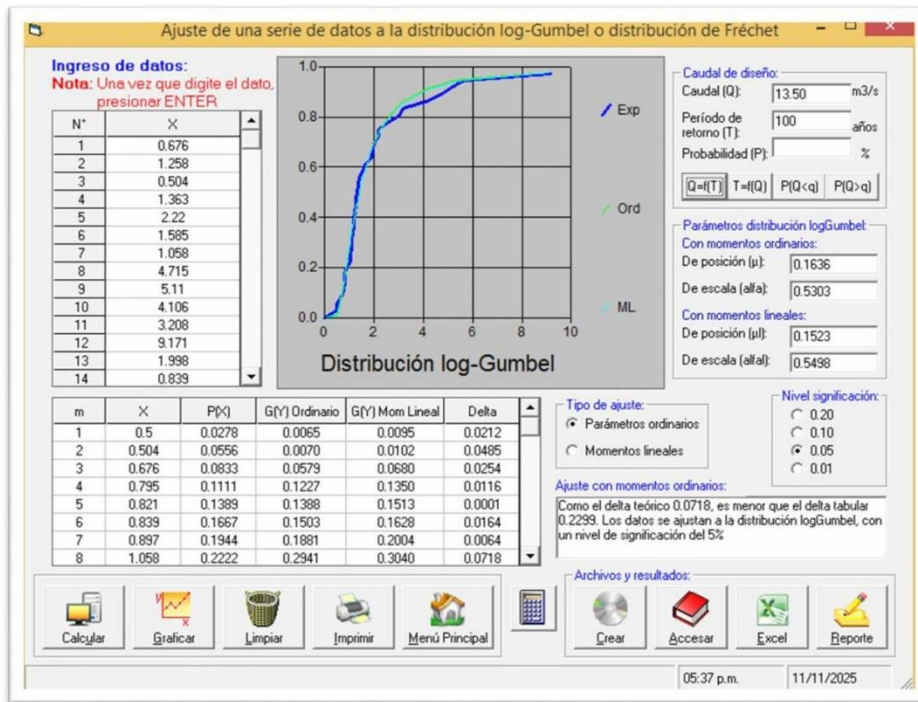 Ajuste de una serie de datos a la distribución log-Gumbel o distribución de Fréchet
Ingreso de datos:
Nota: Una vez que digite el dato,
presionar ENTER
N° X
1 0.676
2 1.258
3 0.504
4 1.363
5 2.22
6 1.585
7 1.058
8 4.715
9 5.11
10 4.106
11 3.208
12 9.171
13 1.998
14 0.839
1.0
0.8
0.6
0.4
0.2
0.0
0 2 4 6 8 10
Exp
Ord
ML
Distribución log-Gumbel
Caudal de diseño:
Caudal (Q): 13.50 m3/s
Período de
retorno (T): 100 años
Probabilidad (P): %
Q=f(T) T=f(Q) P(Q<q) P(Q>q)
Parámetros distribución logGumbel:
Con momentos ordinarios:
De posición (µ): 0.1636
De escala (alfa): 0.5303
Con momentos lineales:
De posición (µl): 0.1523
De escala (alfal): 0.5498
m X P(X) G(Y) Ordinario G(Y) Mom Lineal Delta
1 0.5 0.0278 0.0065 0.0095 0.0212
2 0.504 0.0556 0.0070 0.0102 0.0485
3 0.676 0.0833 0.0579 0.0680 0.0254
4 0.795 0.1111 0.1227 0.1350 0.0116
5 0.821 0.1389 0.1388 0.1513 0.0001
6 0.839 0.1667 0.1503 0.1628 0.0164
7 0.897 0.1944 0.1881 0.2004 0.0064
8 1.058 0.2222 0.2941 0.3040 0.0718
Tipo de ajuste:
Parámetros ordinarios
Momentos lineales
Nivel significación:
0.20
0.10
0.05
0.01
Ajuste con momentos ordinarios:
Como el delta teórico 0.0718, es menor que el delta tabular
0.2299. Los datos se ajustan a la distribución logGumbel, con
un nivel de significación del 5%
Calcular
Graficar
Limpiar
Imprimir
Menú Principal
Archivos y resultados:
Crear
Accesar
Excel
Reporte
05:37 p.m. 11/11/2025